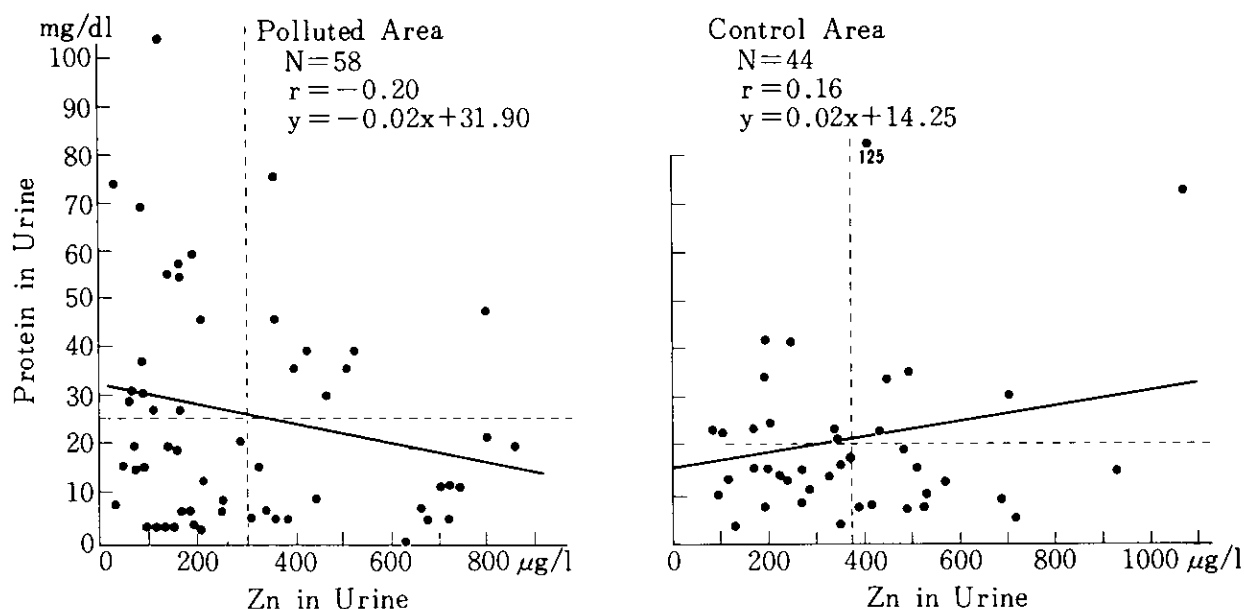 mg/dl
Polluted Area
N=58
r=-0.20
y=-0.02x+31.90
100
90
80
70
60
50
40
30
20
10
0
Protein in Urine
0 200 400 600 800 μg/l
Zn in Urine
Control Area
N=44
r=0.16
y=0.02x+14.25
125
0 200 400 600 800 1000 μg/l
Zn in Urine